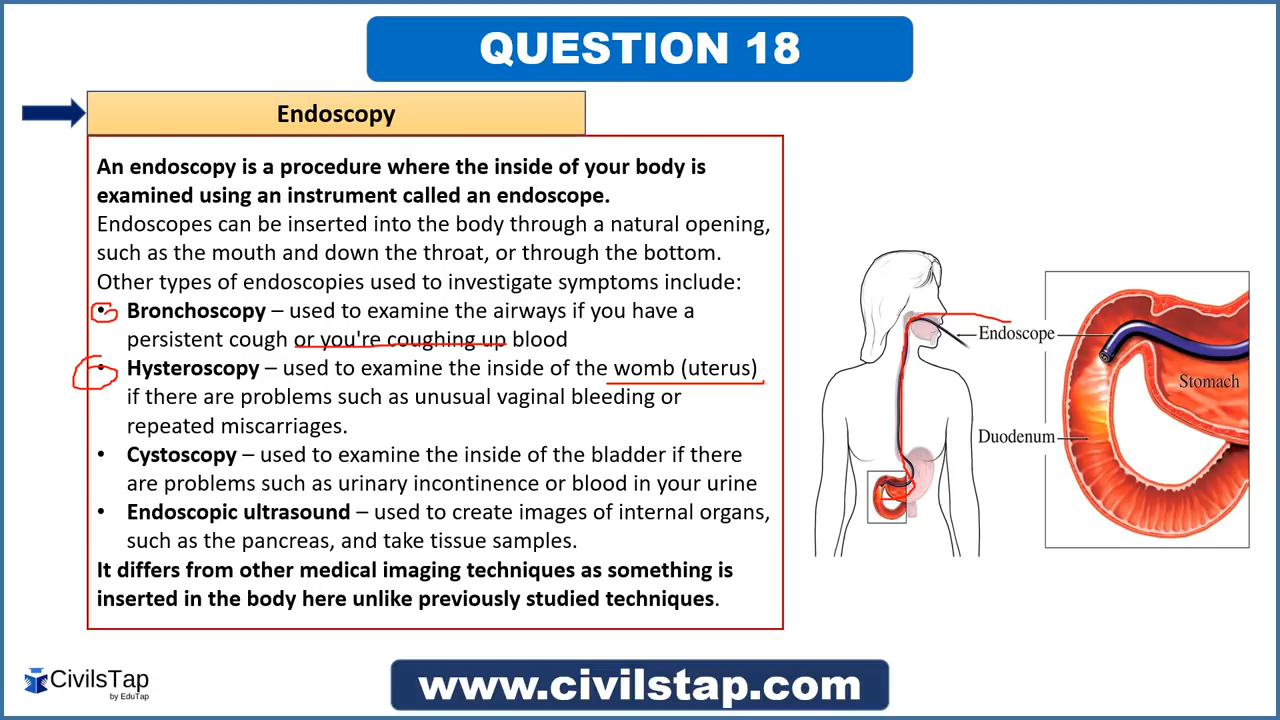 QUESTION 18
Endoscopy
An endoscopy is a procedure where the inside of your body is
examined using an instrument called an endoscope.
Endoscopes can be inserted into the body through a natural opening,
such as the mouth and down the throat, or through the bottom.
Other types of endoscopies used to investigate symptoms include:
• Bronchoscopy – used to examine the airways if you have a
persistent cough or you're coughing up blood
• Hysteroscopy – used to examine the inside of the womb (uterus)
if there are problems such as unusual vaginal bleeding or
repeated miscarriages.
• Cystoscopy – used to examine the inside of the bladder if there
are problems such as urinary incontinence or blood in your urine
• Endoscopic ultrasound – used to create images of internal organs,
such as the pancreas, and take tissue samples.
It differs from other medical imaging techniques as something is
inserted in the body here unlike previously studied techniques.
Endoscope
Stomach
Duodenum
CivilsTap
by EduTap
www.civilstap.com